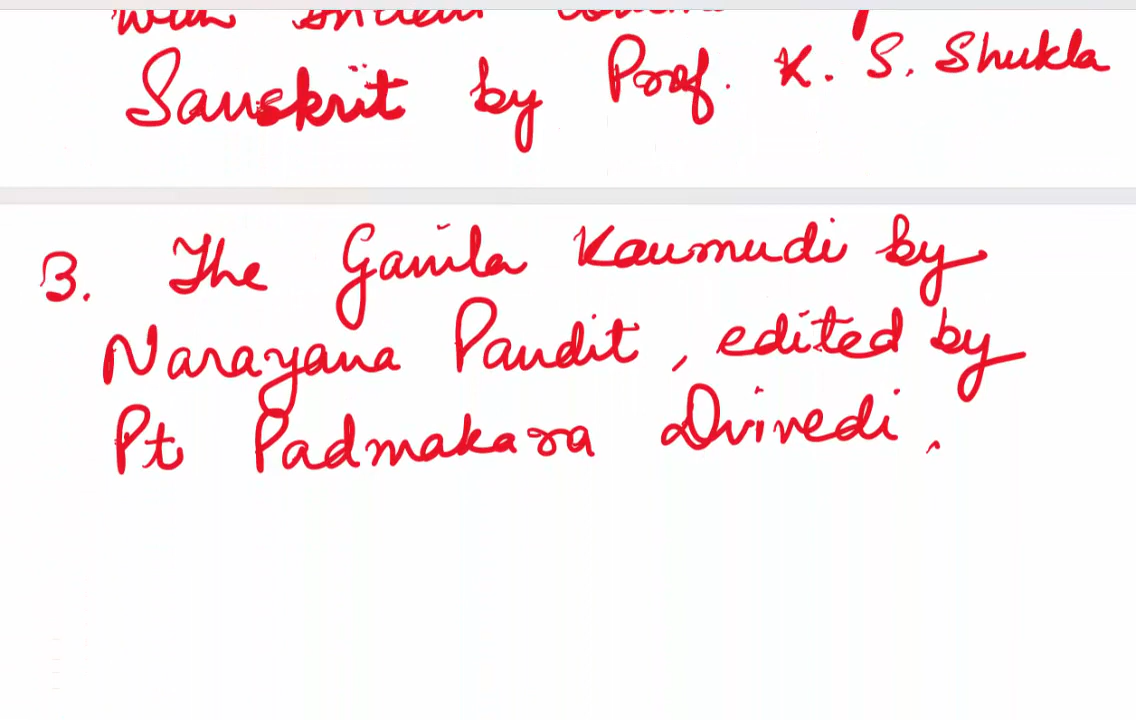 Sanskrit by Prof. K. S. Shukla
3. The Ganita Kaumudi by
Narayana Pandit, edited by
Pt Padmakara Dvivedi.